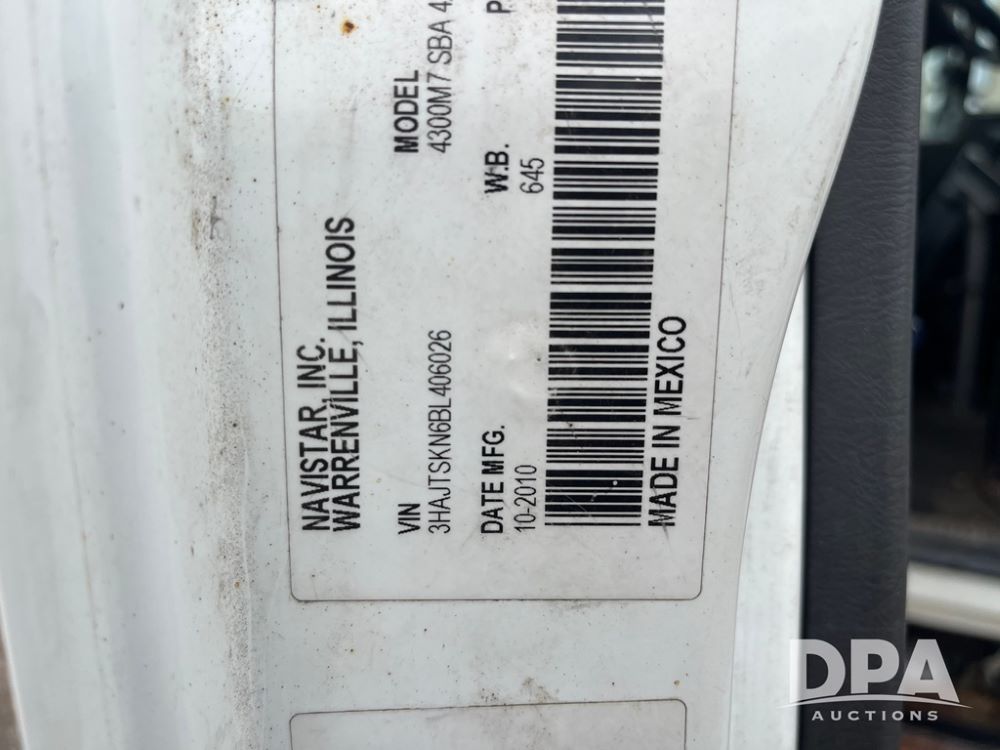 NAVISTAR, INC.
WARRENVILLE, ILLINOIS
VIN
3HAJTSKN6BL406026
MODEL
4300M7 SBA 4
DATE MFG.
10-2010
W.B.
645
P
MADE IN MEXICO
DPA
AUCTIONS